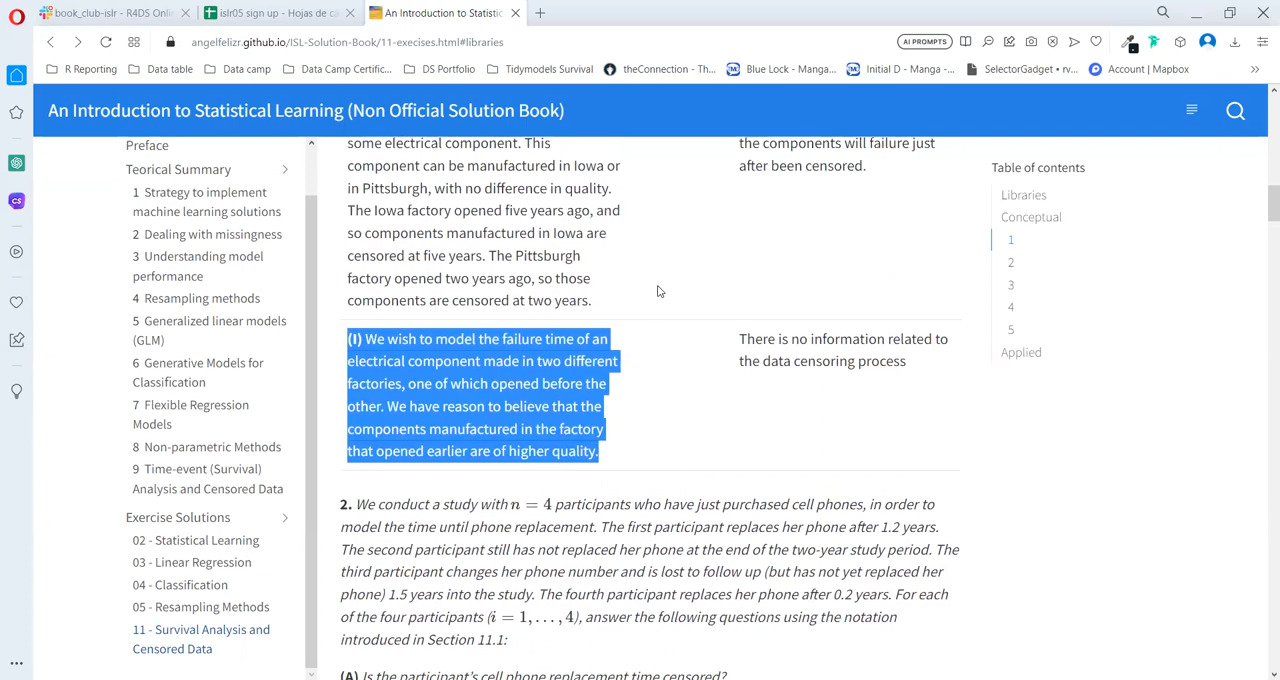 book_club-islr - R4DS Onli
islr05 sign up - Hojas de ca
An Introduction to Statistic
angelfelizr.github.io/ISL-Solution-Book/11-execises.html#libraries
AI PROMPTS
R Reporting
Data table
Data camp
Data Camp Certific...
DS Portfolio
Tidymodels Survival
theConnection - Th...
Blue Lock - Manga...
Initial D - Manga -...
SelectorGadget • rv...
Account | Mapbox
An Introduction to Statistical Learning (Non Official Solution Book)
Preface
Teorical Summary
1 Strategy to implement
machine learning solutions
2 Dealing with missingness
3 Understanding model
performance
4 Resampling methods
5 Generalized linear models
(GLM)
6 Generative Models for
Classification
7 Flexible Regression
Models
8 Non-parametric Methods
9 Time-event (Survival)
Analysis and Censored Data
Exercise Solutions
02 - Statistical Learning
03 - Linear Regression
04 - Classification
05 - Resampling Methods
11 - Survival Analysis and
Censored Data
some electrical component. This
component can be manufactured in Iowa or
in Pittsburgh, with no difference in quality.
The Iowa factory opened five years ago, and
so components manufactured in Iowa are
censored at five years. The Pittsburgh
factory opened two years ago, so those
components are censored at two years.
the components will failure just
after been censored.
(I) We wish to model the failure time of an
electrical component made in two different
factories, one of which opened before the
other. We have reason to believe that the
components manufactured in the factory
that opened earlier are of higher quality.
There is no information related to
the data censoring process
2. We conduct a study with n = 4 participants who have just purchased cell phones, in order to
model the time until phone replacement. The first participant replaces her phone after 1.2 years.
The second participant still has not replaced her phone at the end of the two-year study period. The
third participant changes her phone number and is lost to follow up (but has not yet replaced her
phone) 1.5 years into the study. The fourth participant replaces her phone after 0.2 years. For each
of the four participants (i = 1, . . . , 4), answer the following questions using the notation
introduced in Section 11.1:
(A) Is the participant's cell phone replacement time censored?
Table of contents
Libraries
Conceptual
1
2
3
4
5
Applied